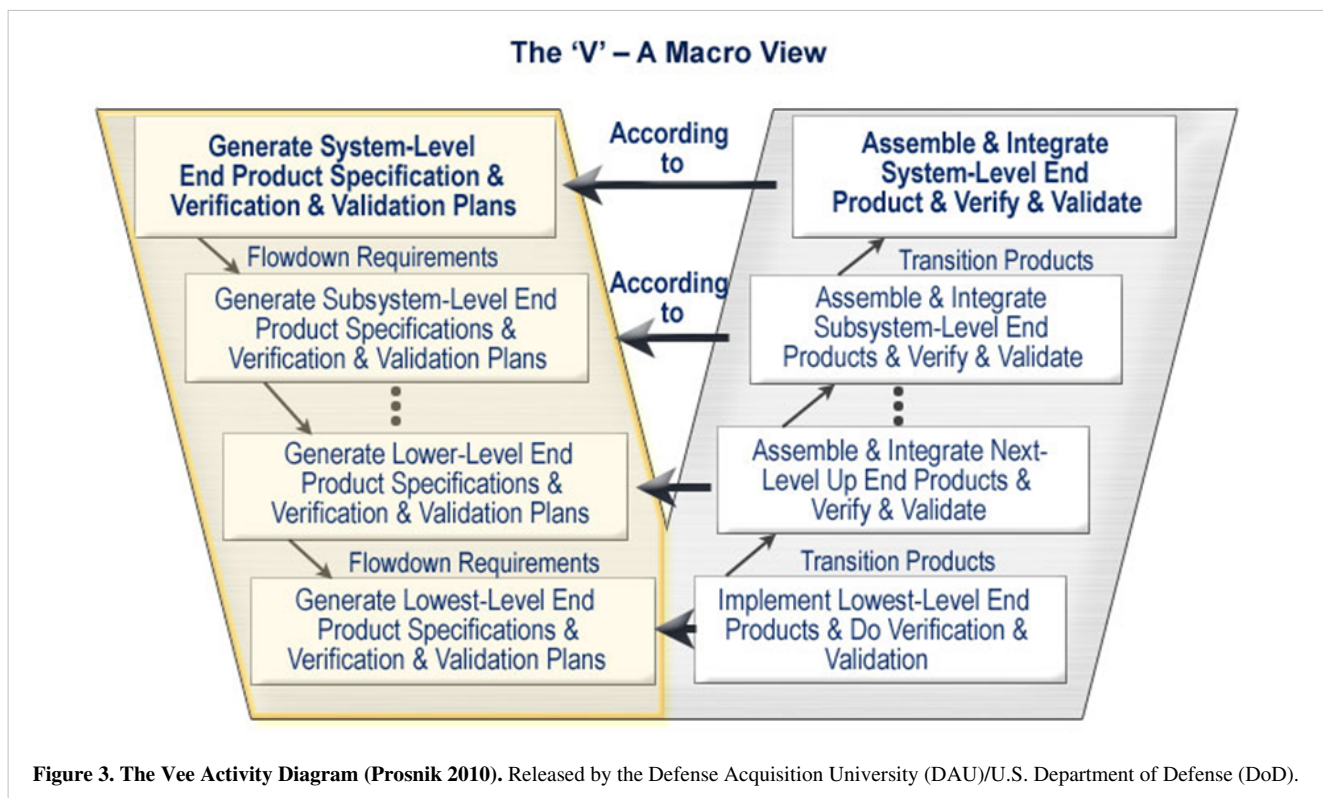 The ‘V’ – A Macro View
Generate System-Level
End Product Specification &
Verification & Validation Plans
Flowdown Requirements
Generate Subsystem-Level End
Product Specifications &
Verification & Validation Plans
Generate Lower-Level End
Product Specifications &
Verification & Validation Plans
Flowdown Requirements
Generate Lowest-Level End
Product Specifications &
Verification & Validation Plans
According
to
According
to
Assemble & Integrate
System-Level End
Product & Verify & Validate
Transition Products
Assemble & Integrate
Subsystem-Level End
Products & Verify & Validate
Assemble & Integrate Next-
Level Up End Products &
Verify & Validate
Transition Products
Implement Lowest-Level End
Products & Do Verification &
Validation
Figure 3. The Vee Activity Diagram (Prosnik 2010). Released by the Defense Acquisition University (DAU)/U.S. Department of Defense (DoD).